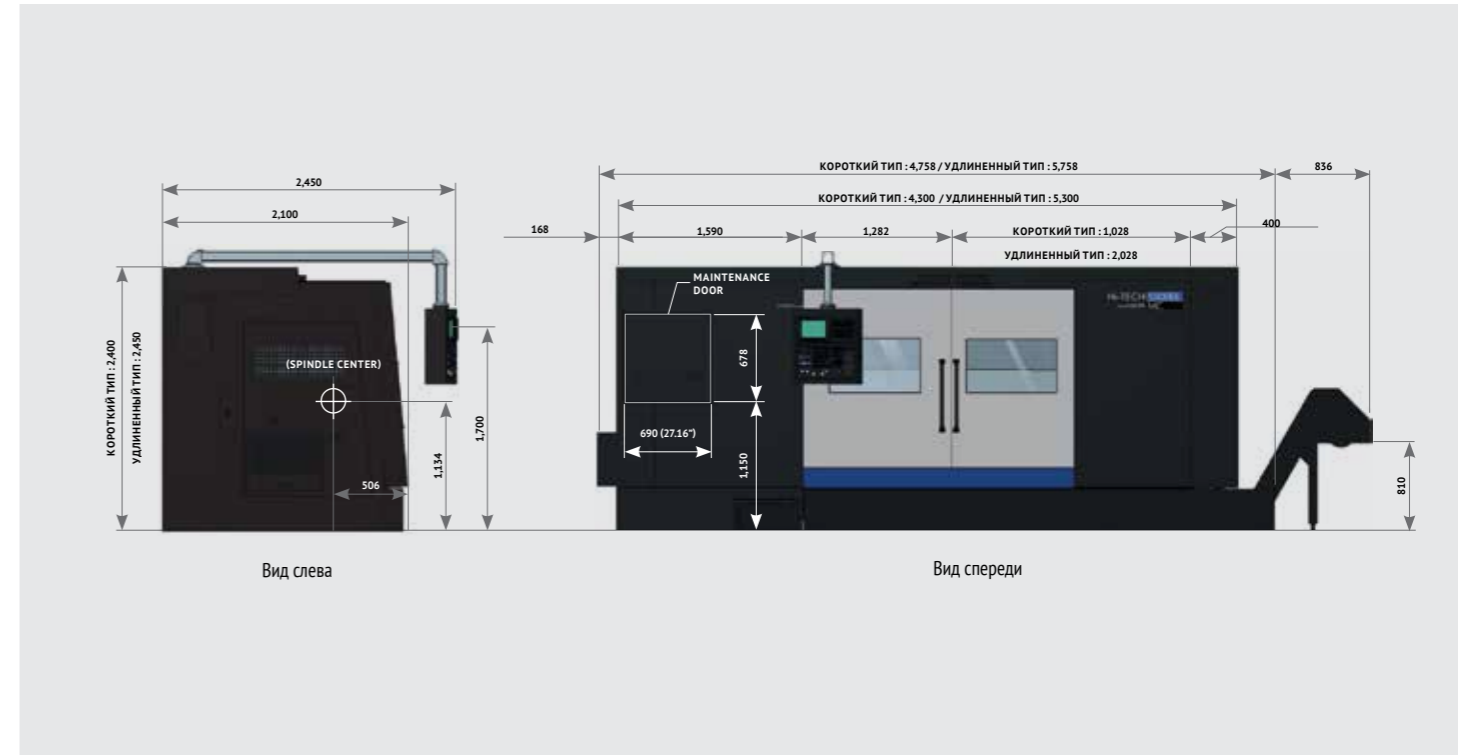 2,450
2,100
КОРОТКИЙ ТИП : 2,400
УДЛИНЕННЫЙ ТИП : 2,450
(SPINDLE CENTER)
506
1,134
1,700
Вид слева
КОРОТКИЙ ТИП : 4,758 / УДЛИНЕННЫЙ ТИП : 5,758
836
КОРОТКИЙ ТИП : 4,300 / УДЛИНЕННЫЙ ТИП : 5,300
168
1,590
1,282
КОРОТКИЙ ТИП : 1,028
400
УДЛИНЕННЫЙ ТИП : 2,028
MAINTENANCE
DOOR
HI-TECH
678
690 (27.16")
1,150
810
Вид спереди